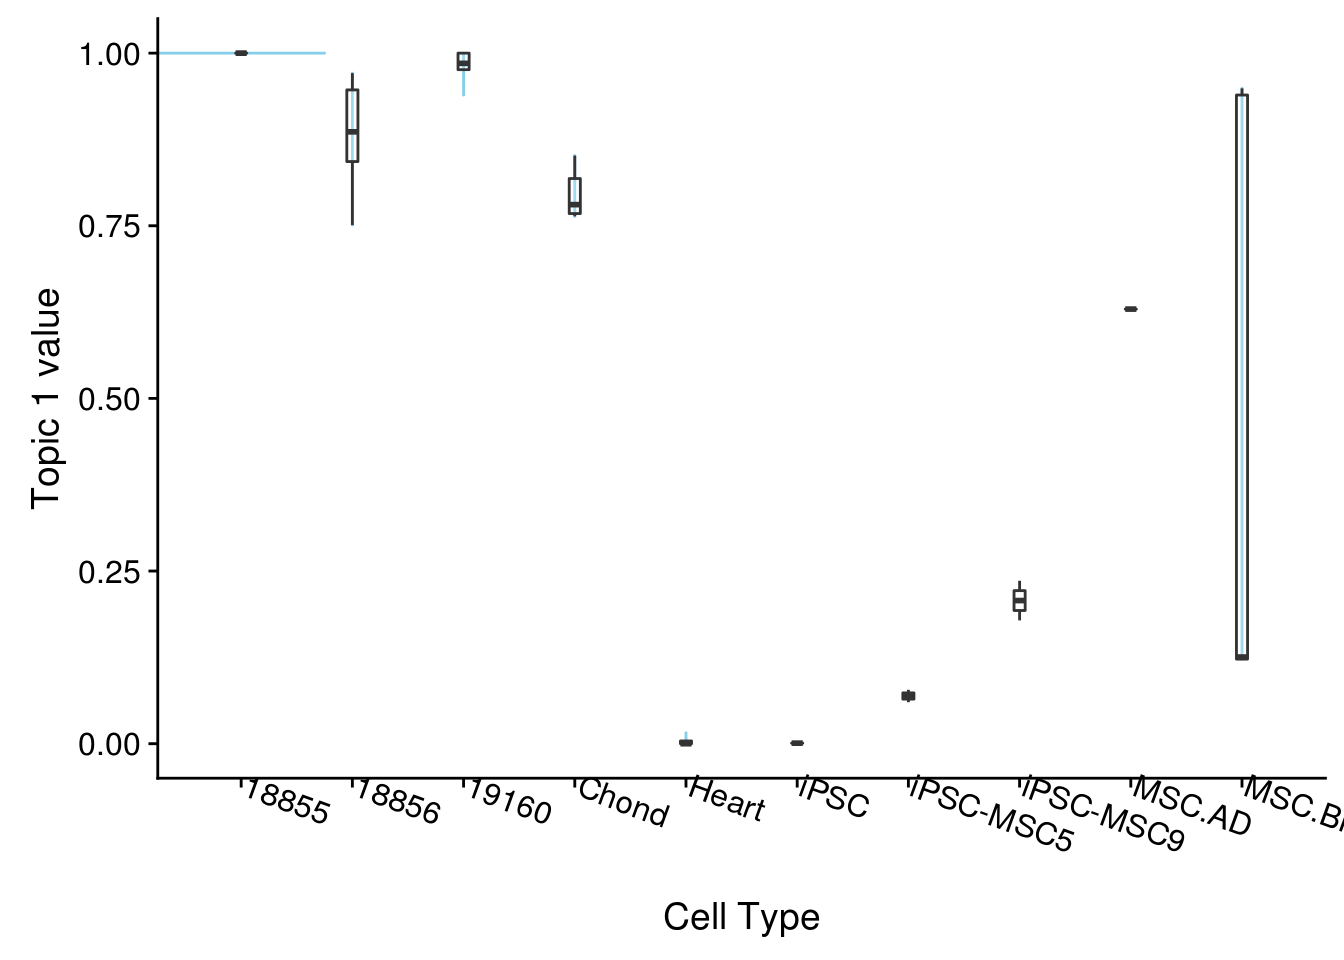 Topic 1 value
1.00
0.75
0.50
0.25
0.00
18855
18856
19160
Chond
Heart
iPSC
iPSC-MSC5
iPSC-MSC9
MSC.AD
Cell Type